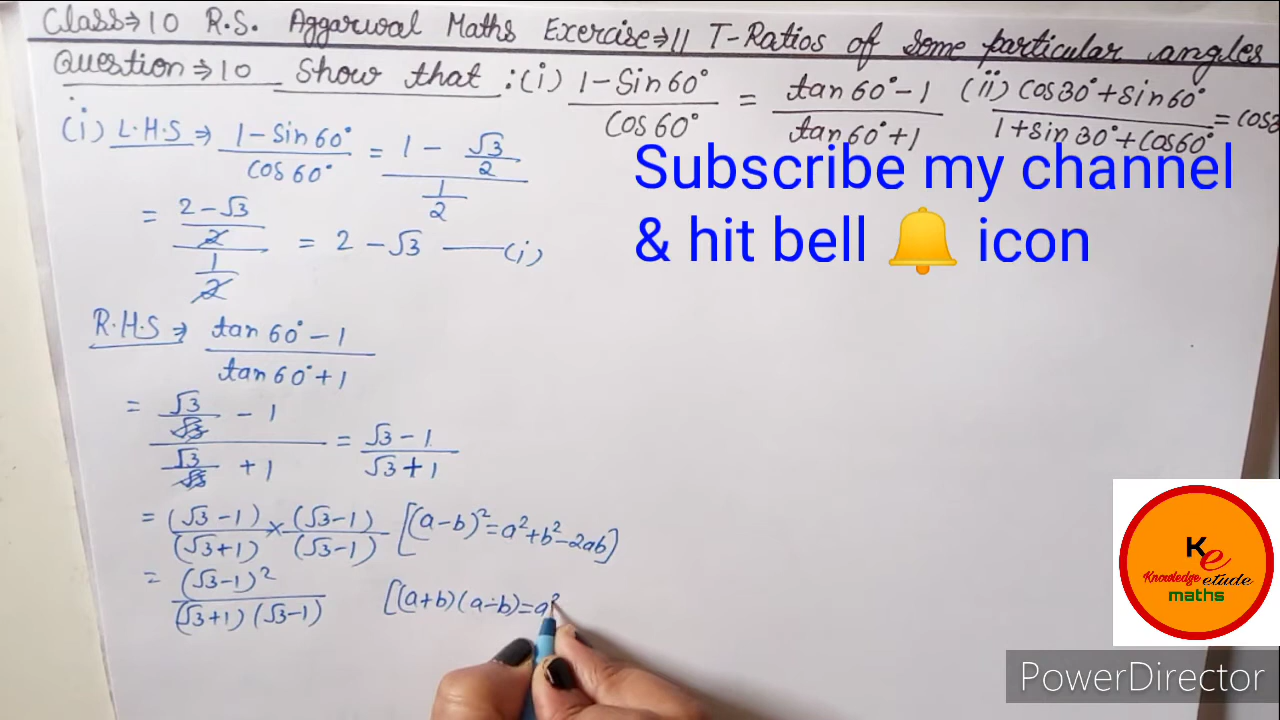 Class⇒10 R.S. Aggarwal Maths Exercise⇒11 T-Ratios of some particular angles
Question⇒10 Show that :(i) 1-Sin60°/Cos60° = tan60°-1/tan60°+1 (ii) Cos30°+Sin60°/1+sin30°+cos60° = cos3
Subscribe my channel
& hit bell 🔔 icon
(i) L.H.S ⇒ 1-Sin60°/cos60° = (1 - √3/2)/(1/2)
= ((2-√3)/2)/(1/2) = 2-√3 —(i)
R.H.S ⇒ tan60°-1/tan60°+1
= (√3/√3 - 1)/(√3/√3 + 1) = √3-1/√3+1
= (√3-1)/(√3+1) × (√3-1)/(√3-1) [(a-b)²=a²+b²-2ab]
= (√3-1)²/(√3+1)(√3-1) [(a+b)(a-b)=a²
Ke
Knowledge etude
maths
PowerDirector